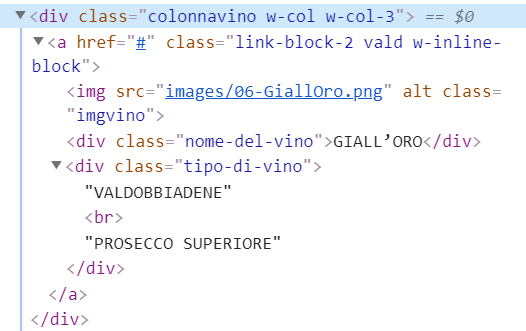 ▼<div class="colonnavino w-col w-col-3"> == $0
▼<a href="#" class="link-block-2 vald w-inline-
block">
<img src="images/06-GiallOro.png" alt class=
"imgvino">
<div class="nome-del-vino">GIALL’ORO</div>
▼<div class="tipo-di-vino">
"VALDOBBIADENE"
<br>
"PROSECCO SUPERIORE"
</div>
</a>
</div>